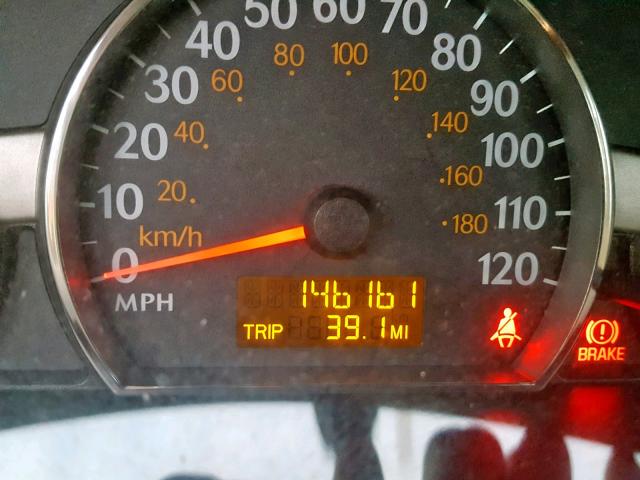 50 60 70
40 80 100 80
30 60 120 90
20 40 140 100
10 20 160 110
km/h 180
0 120
MPH 146161
TRIP 39.1 MI
BRAKE